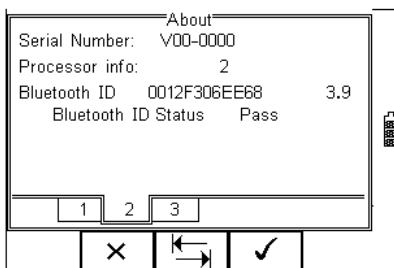 About
Serial Number: V00-0000
Processor info: 2
Bluetooth ID 0012F306EE68 3.9
Bluetooth ID Status Pass
1 2 3